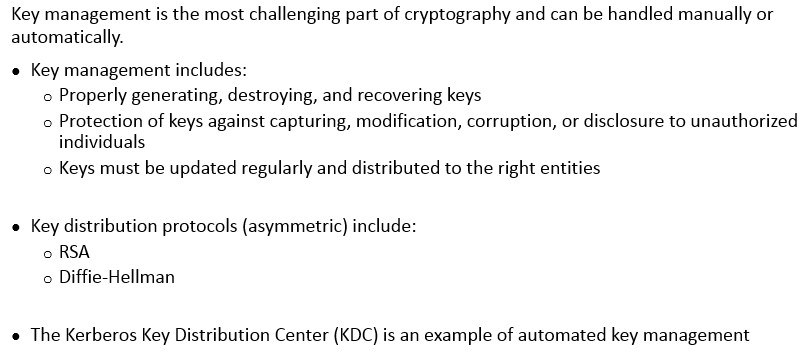 Key management is the most challenging part of cryptography and can be handled manually or
automatically.
• Key management includes:
o Properly generating, destroying, and recovering keys
o Protection of keys against capturing, modification, corruption, or disclosure to unauthorized
individuals
o Keys must be updated regularly and distributed to the right entities
• Key distribution protocols (asymmetric) include:
o RSA
o Diffie-Hellman
• The Kerberos Key Distribution Center (KDC) is an example of automated key management